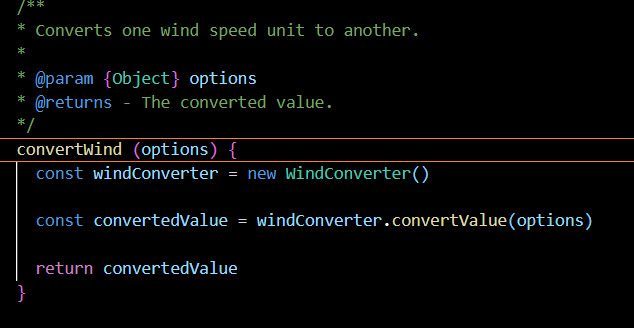 /**
* Converts one wind speed unit to another.
*
* @param {Object} options
* @returns - The converted value.
*/
convertWind (options) {
const windConverter = new WindConverter()
const convertedValue = windConverter.convertValue(options)
return convertedValue
}